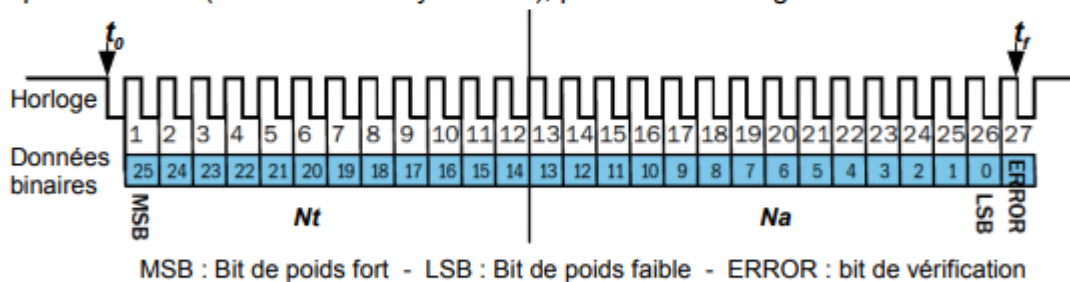 t₀ t_f
Horloge
1 2 3 4 5 6 7 8 9 10 11 12 13 14 15 16 17 18 19 20 21 22 23 24 25 26 27
Données
binaires
25 24 23 22 21 20 19 18 17 16 15 14 13 12 11 10 9 8 7 6 5 4 3 2 1 0 ERROR
MSB Nt Na LSB
MSB : Bit de poids fort - LSB : Bit de poids faible - ERROR : bit de vérification